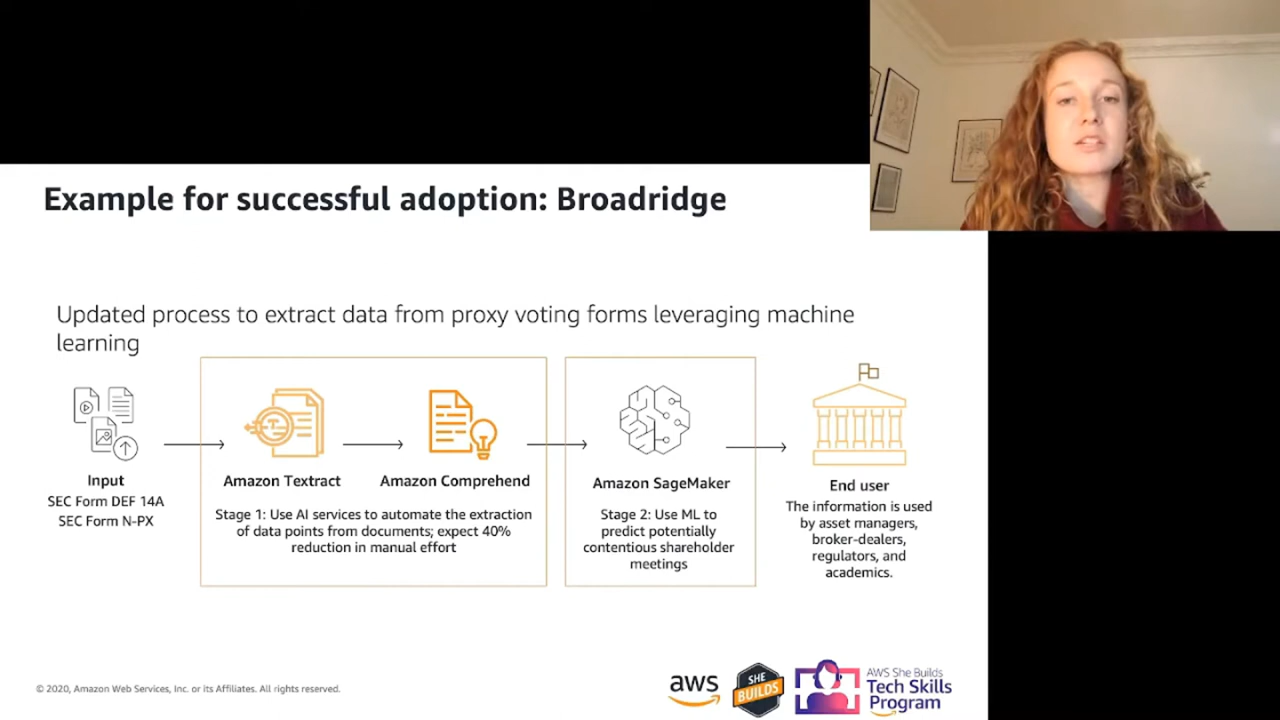 Example for successful adoption: Broadridge
Updated process to extract data from proxy voting forms leveraging machine
learning
Input
SEC Form DEF 14A
SEC Form N-PX
Amazon Textract
Amazon Comprehend
Stage 1: Use AI services to automate the extraction
of data points from documents; expect 40%
reduction in manual effort
Amazon SageMaker
Stage 2: Use ML to
predict potentially
contentious shareholder
meetings
End user
The information is used
by asset managers,
broker-dealers,
regulators, and
academics.
© 2020, Amazon Web Services, Inc. or its Affiliates. All rights reserved.
aws
SHE
BUILDS
AWS She Builds
Tech Skills
Program